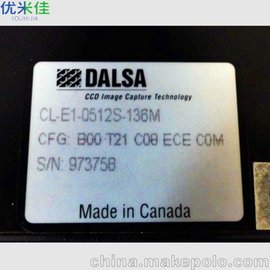 优米佳
YOUMIJIA
DALSA
CCD Image Capture Technology
CL-E1-0512S-136M
CFG: B00 T21 C08 ECE C0M
S/N: 973758
Made in Canada
china.makepolo.com